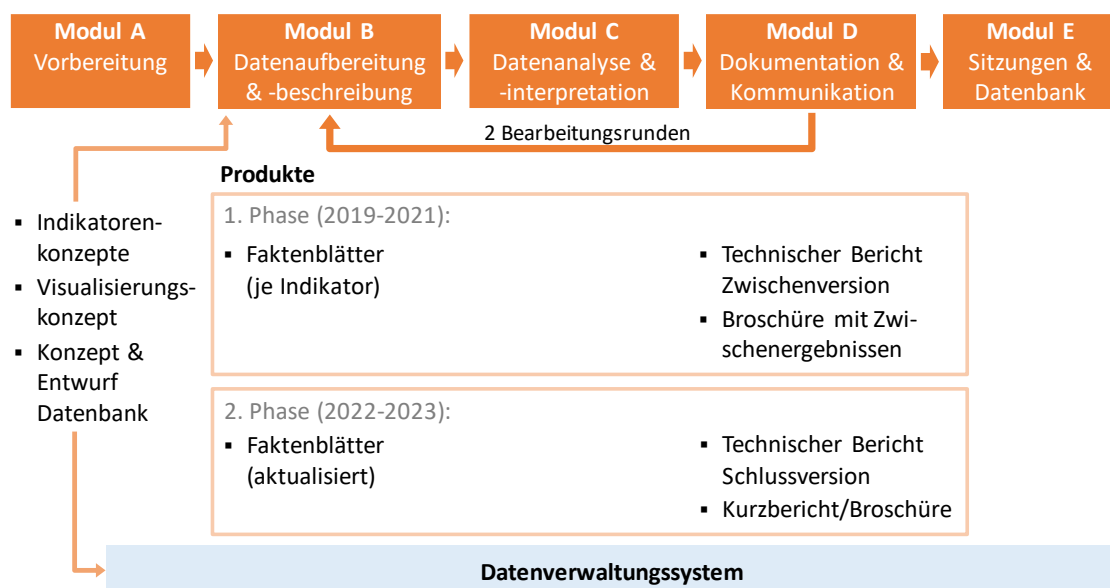 Modul A
Vorbereitung
Modul B
Datenaufbereitung
& -beschreibung
Modul C
Datenanalyse &
-interpretation
Modul D
Dokumentation &
Kommunikation
Modul E
Sitzungen &
Datenbank
2 Bearbeitungsrunden
▪ Indikatoren-
konzepte
▪ Visualisierungs-
konzept
▪ Konzept &
Entwurf
Datenbank
Produkte
1. Phase (2019-2021):
▪ Faktenblätter
(je Indikator)
▪ Technischer Bericht
Zwischenversion
▪ Broschüre mit Zwi-
schenergebnissen
2. Phase (2022-2023):
▪ Faktenblätter
(aktualisiert)
▪ Technischer Bericht
Schlussversion
▪ Kurzbericht/Broschüre
Datenverwaltungssystem